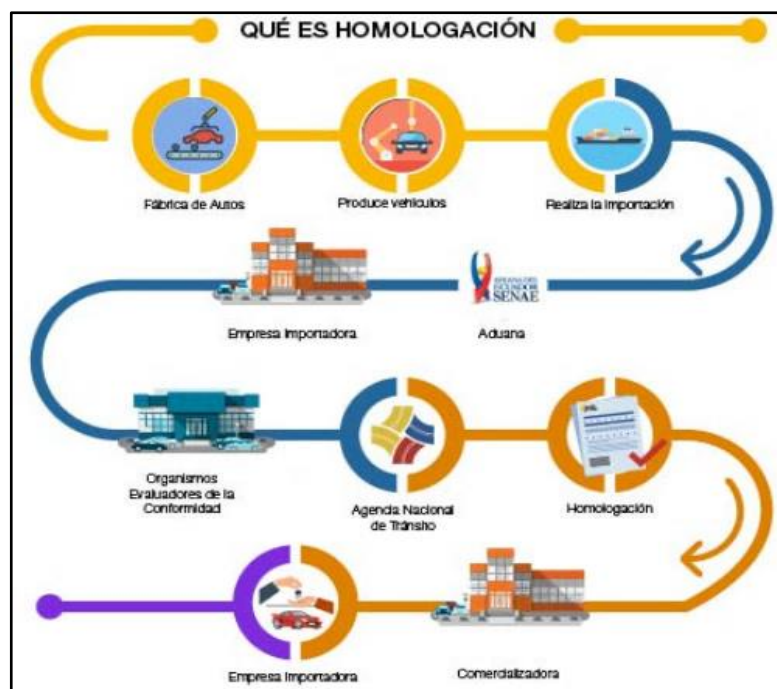 QUÉ ES HOMOLOGACIÓN
Fábrica de Autos
Produce vehículos
Realiza la Importación
Empresa Importadora
ECUADOR
SENAE
Aduana
Organismos
Evaluadores de la
Conformidad
Agencia Nacional
de Tránsito
Homologación
Empresa Importadora
Comercializadora